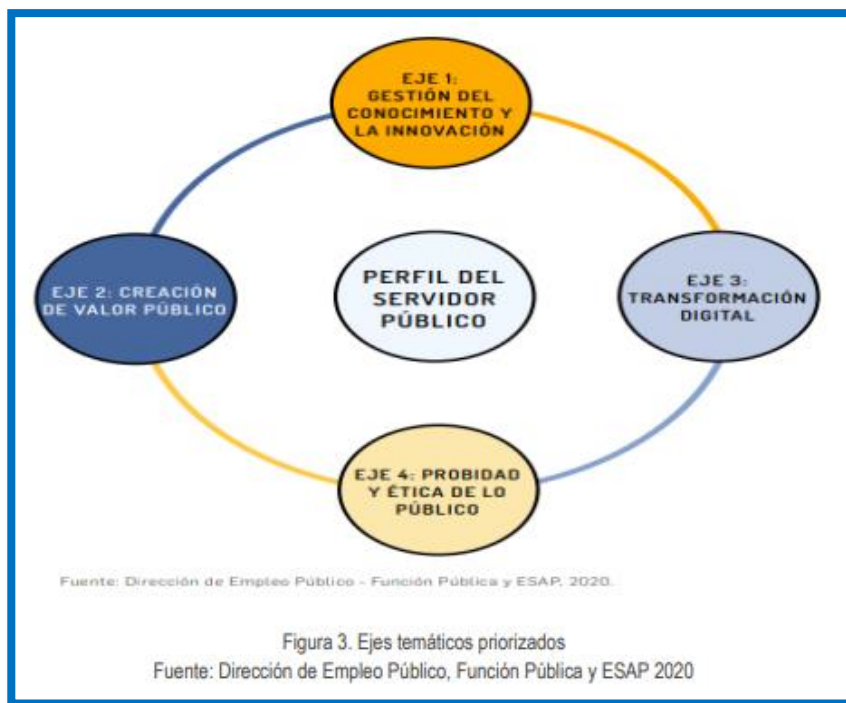 EJE 1:
GESTIÓN DEL
CONOCIMIENTO Y
LA INNOVACIÓN
EJE 2: CREACIÓN
DE VALOR PÚBLICO
PERFIL DEL
SERVIDOR
PÚBLICO
EJE 3:
TRANSFORMACIÓN
DIGITAL
EJE 4: PROBIDAD
Y ÉTICA DE LO
PÚBLICO
Fuente: Dirección de Empleo Público - Función Pública y ESAP, 2020.
Figura 3. Ejes temáticos priorizados
Fuente: Dirección de Empleo Público, Función Pública y ESAP 2020